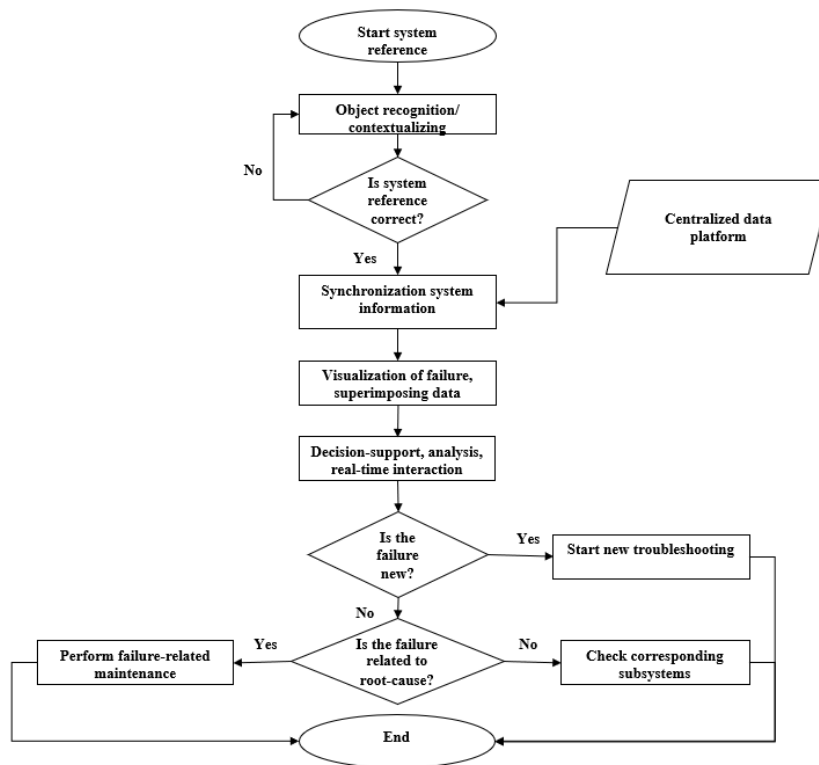 Start system
reference
Object recognition/
contextualizing
No
Is system
reference
correct?
Centralized data
platform
Yes
Synchronization system
information
Visualization of failure,
superimposing data
Decision-support, analysis,
real-time interaction
Is the
failure
new?
Yes
Start new troubleshooting
No
Perform failure-related
maintenance
Yes
Is the failure
related to
root-cause?
No
Check corresponding
subsystems
End